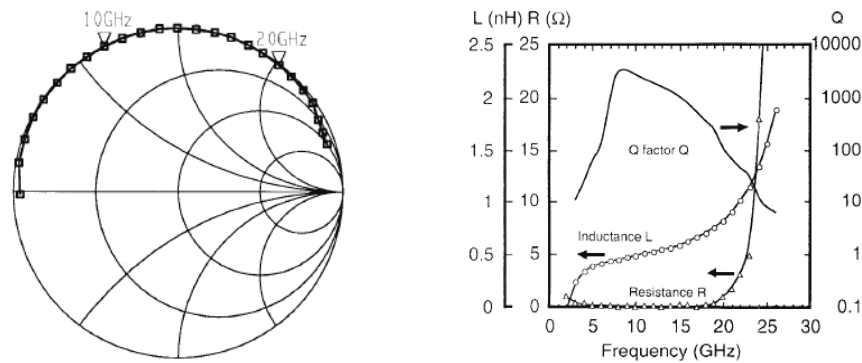 10GHz
20GHz
L (nH) R (Ω) Q
2.5 25 10000
2 20 1000
1.5 15 100
Q factor Q
1 10 10
Inductance L
0.5 5 1
Resistance R
0 0 0.1
0 5 10 15 20 25 30
Frequency (GHz)